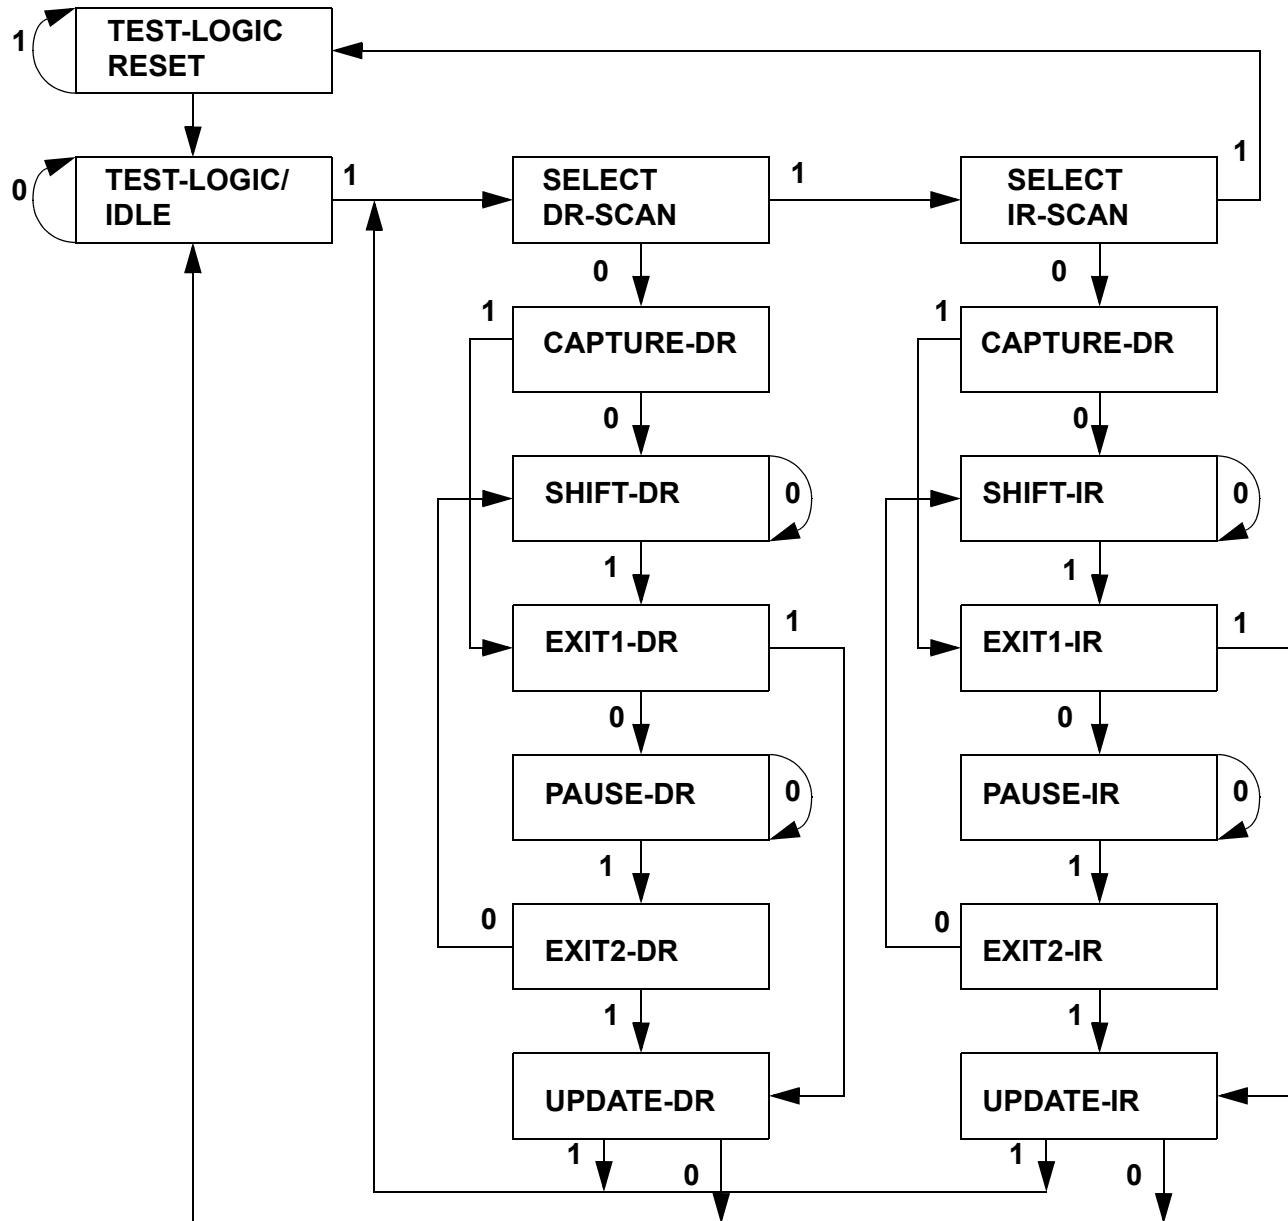 1
TEST-LOGIC
RESET
0
TEST-LOGIC/
IDLE
1
SELECT
DR-SCAN
1
SELECT
IR-SCAN
1
0
0
1
CAPTURE-DR
1
CAPTURE-DR
0
0
SHIFT-DR
0
SHIFT-IR
0
1
1
EXIT1-DR
1
EXIT1-IR
1
0
0
PAUSE-DR
0
PAUSE-IR
0
1
1
0
EXIT2-DR
0
EXIT2-IR
1
1
UPDATE-DR
UPDATE-IR
1
0
1
0